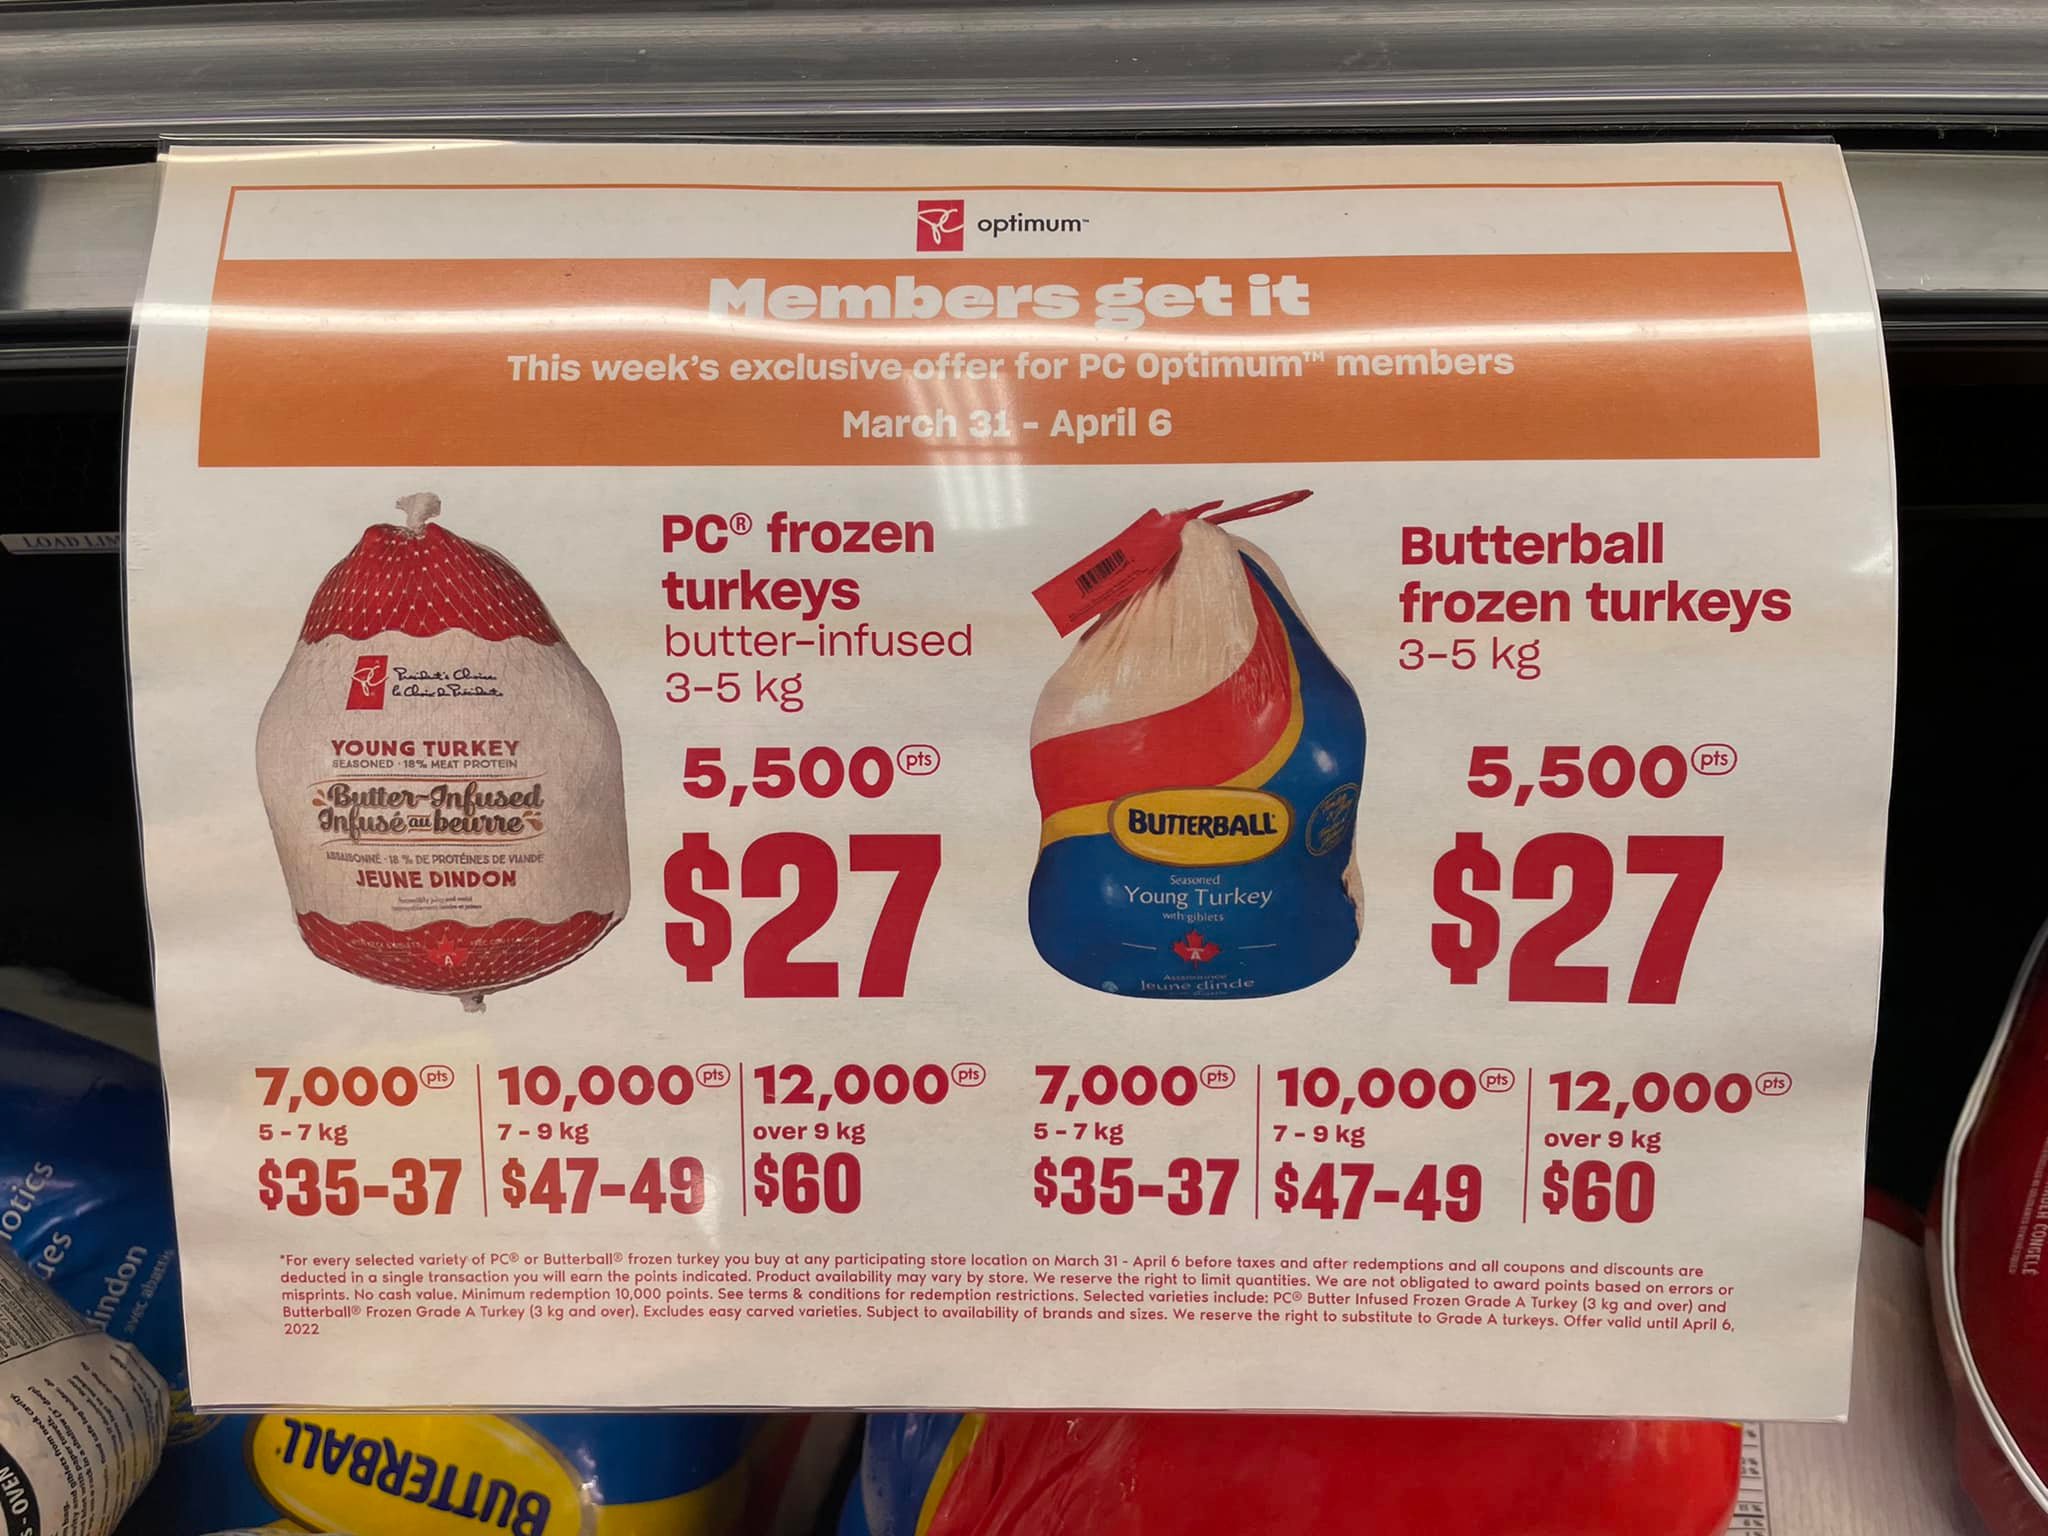 optimum™
Members get it
This week's exclusive offer for PC Optimum™ members
March 31 - April 6
PC® frozen
turkeys
butter-infused
3-5 kg
5,500 pts
$27
President's Choice
le Choix du Président
YOUNG TURKEY
SEASONED · 18% MEAT PROTEIN
Butter-Infused
Infusé au beurre
ASSAISONNÉ · 18 % DE PROTÉINES DE VIANDE
JEUNE DINDON
A
7,000 pts
5 - 7 kg
$35-37
10,000 pts
7 - 9 kg
$47-49
12,000 pts
over 9 kg
$60
Butterball
frozen turkeys
3-5 kg
5,500 pts
$27
BUTTERBALL
Seasoned
Young Turkey
with giblets
A
Jeune dinde
7,000 pts
5 - 7 kg
$35-37
10,000 pts
7 - 9 kg
$47-49
12,000 pts
over 9 kg
$60
*For every selected variety of PC® or Butterball® frozen turkey you buy at any participating store location on March 31 - April 6 before taxes and after redemptions and all coupons and discounts are
deducted in a single transaction you will earn the points indicated. Product availability may vary by store. We reserve the right to limit quantities. We are not obligated to award points based on errors or
misprints. No cash value. Minimum redemption 10,000 points. See terms & conditions for redemption restrictions. Selected varieties include: PC® Butter Infused Frozen Grade A Turkey (3 kg and over) and
Butterball® Frozen Grade A Turkey (3 kg and over). Excludes easy carved varieties. Subject to availability of brands and sizes. We reserve the right to substitute to Grade A turkeys. Offer valid until April 6,
2022
LOAD LIM
indon
avec abattis
OVEN
BUTTERBALL